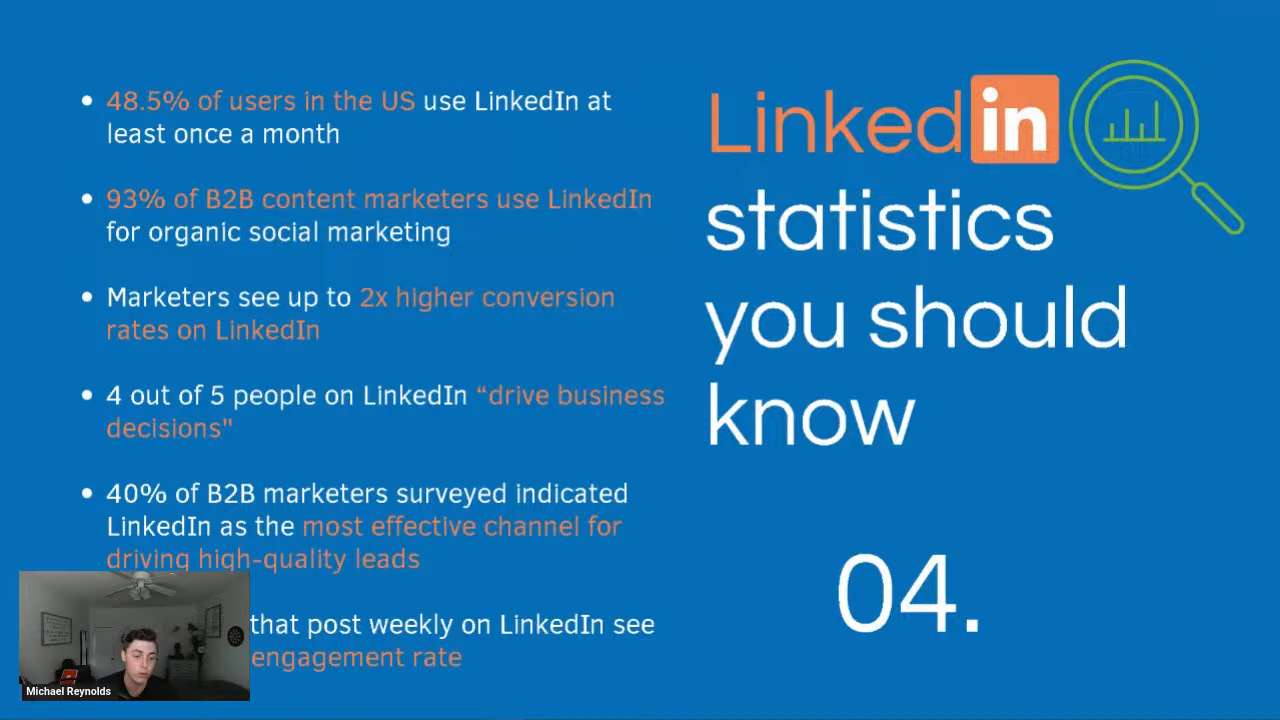 48.5% of users in the US use LinkedIn at
least once a month
93% of B2B content marketers use LinkedIn
for organic social marketing
Marketers see up to 2x higher conversion
rates on LinkedIn
4 out of 5 people on LinkedIn “drive business
decisions"
40% of B2B marketers surveyed indicated
LinkedIn as the most effective channel for
driving high-quality leads
that post weekly on LinkedIn see
engagement rate
Linkedin
statistics
you should
know
04.
Michael Reynolds